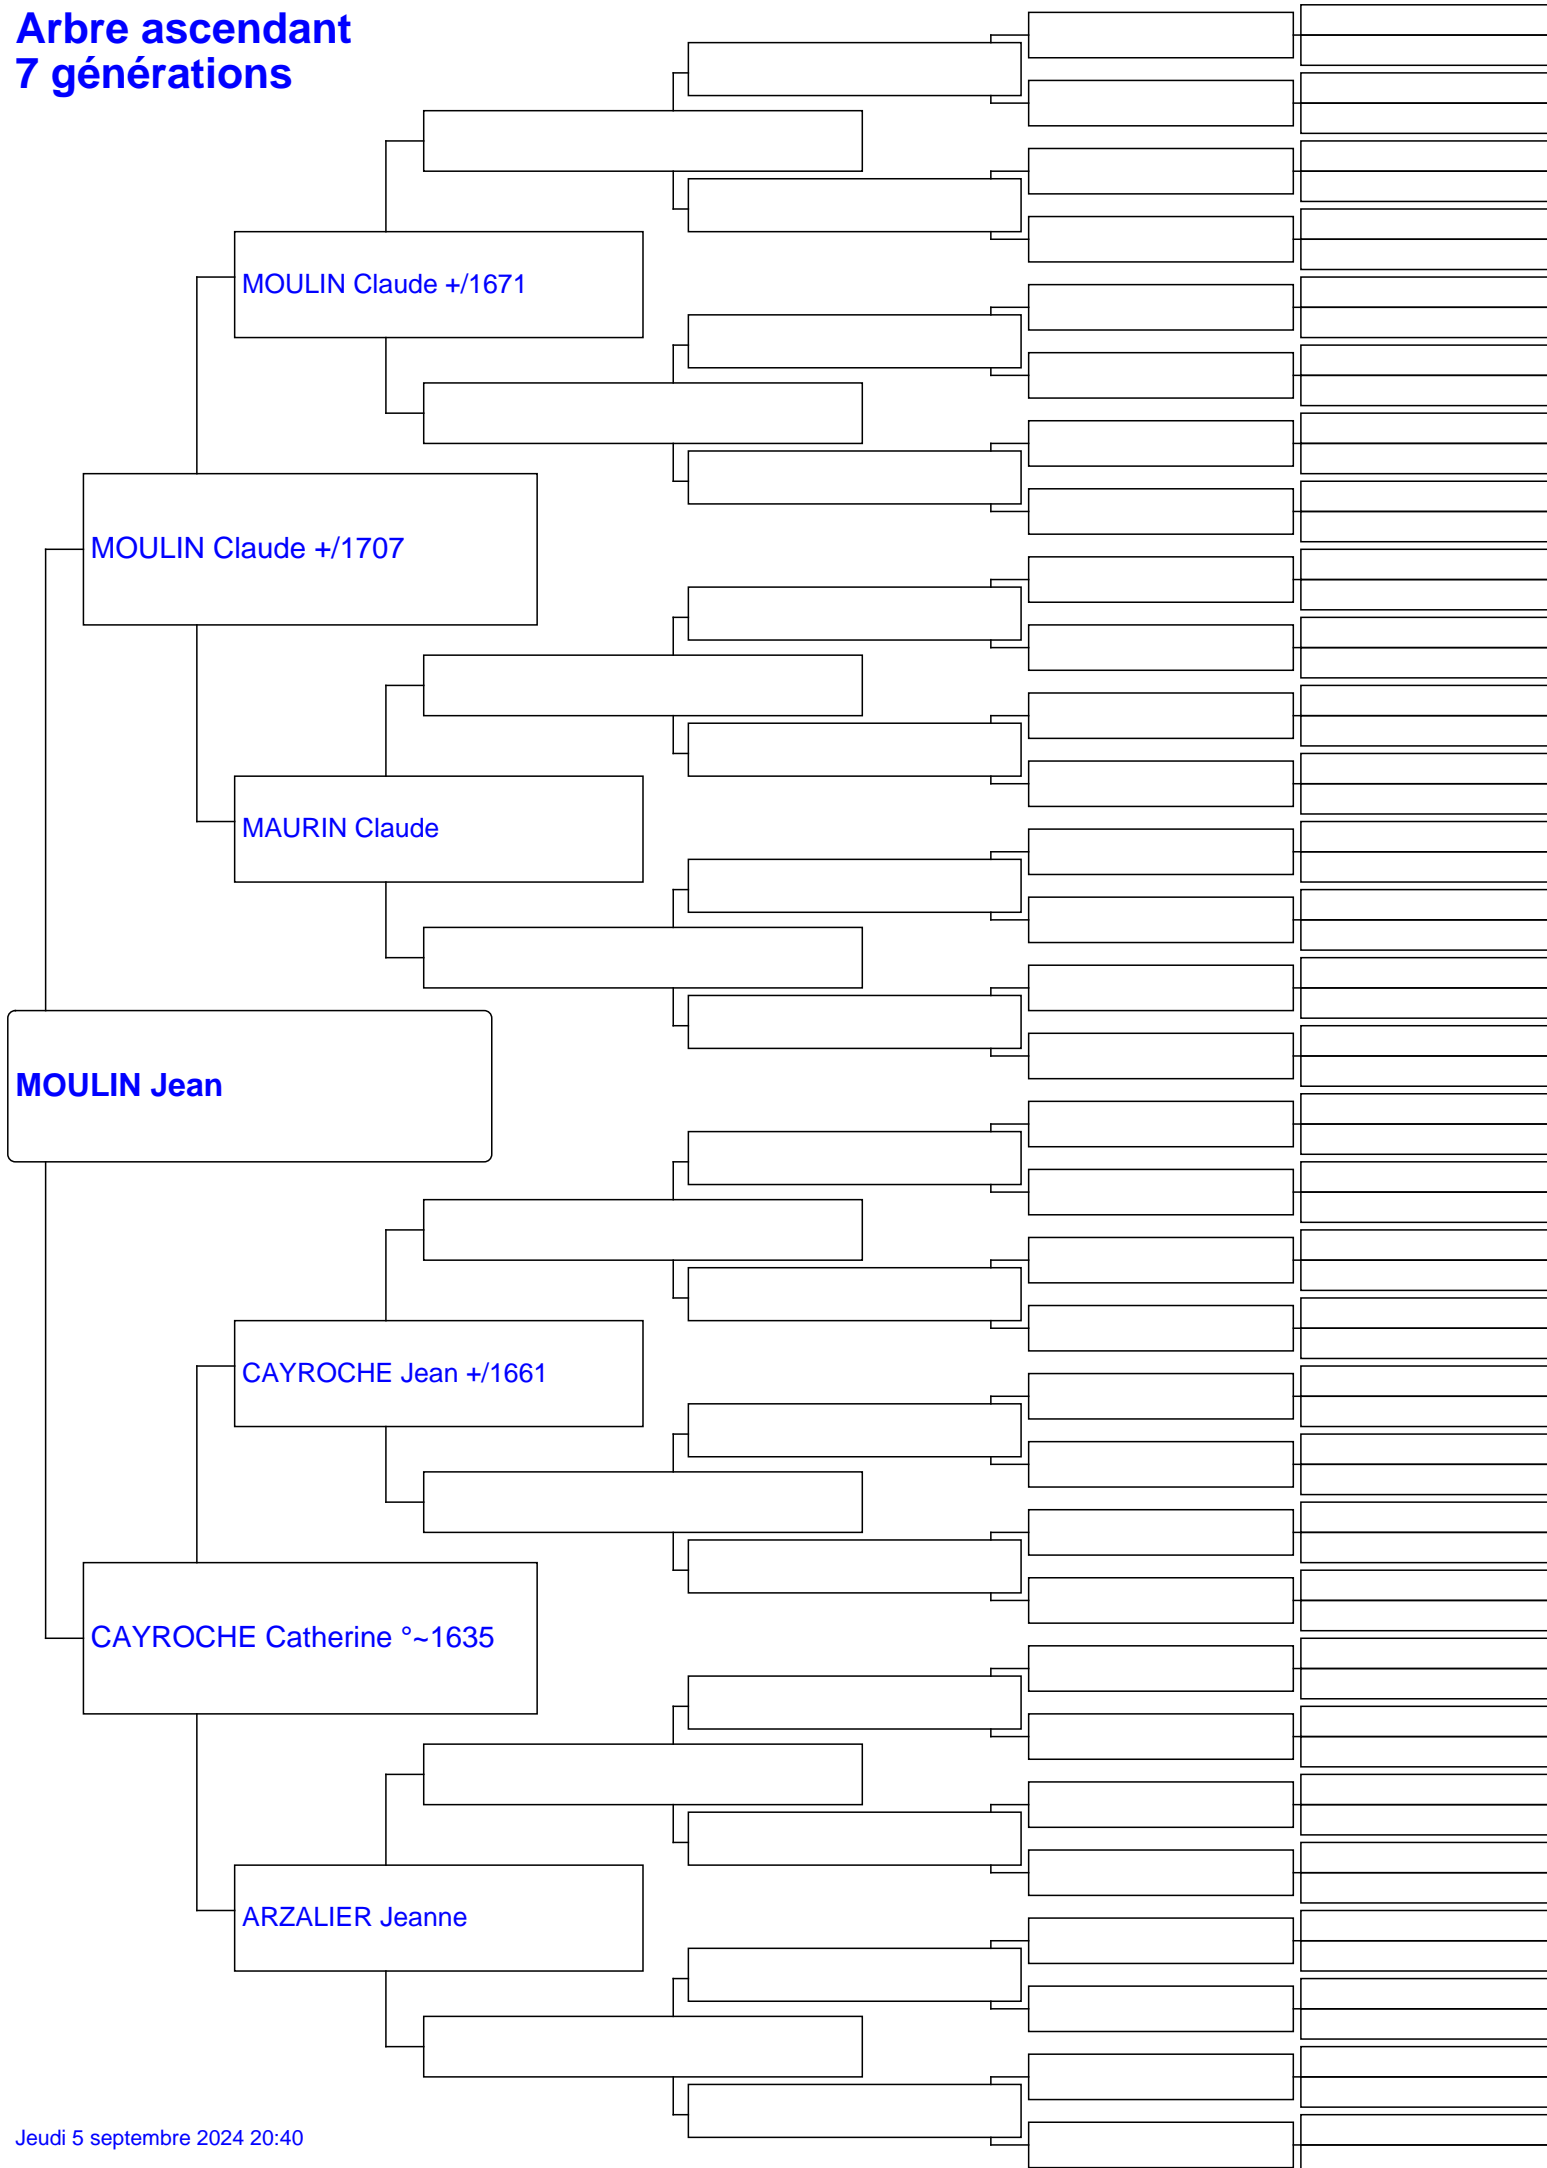 Arbre ascendant
7 générations
MOULIN Claude +/1671
MOULIN Claude +/1707
MAURIN Claude
MOULIN Jean
CAYROCHE Jean +/1661
CAYROCHE Catherine °~1635
ARZALIER Jeanne
Jeudi 5 septembre 2024 20:40